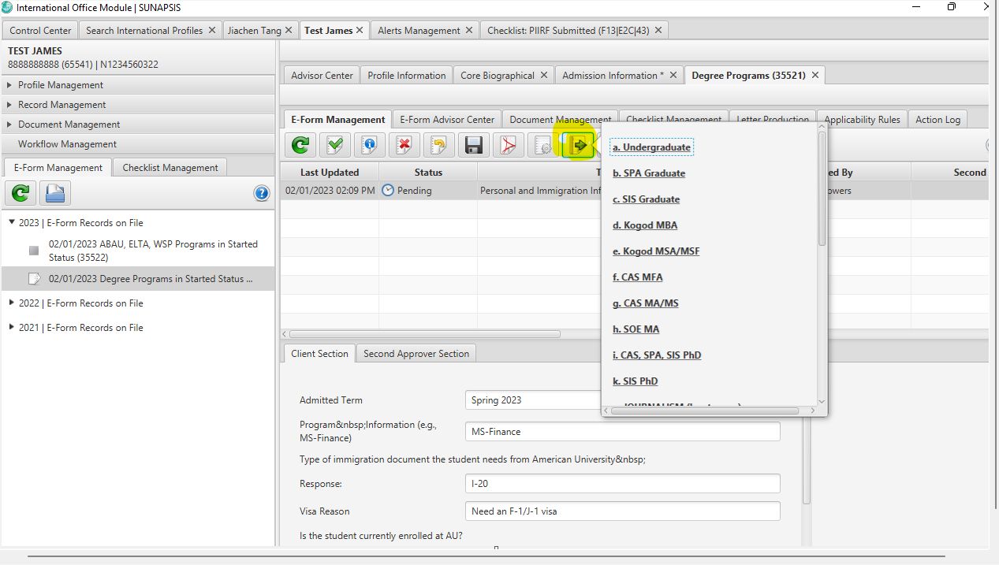 International Office Module | SUNAPSIS
Control Center
Search International Profiles
Jiachen Tang
Test James
Alerts Management
Checklist: PIIRF Submitted (F13|E2C|43)
TEST JAMES
8888888888 (65541) | N1234560322
Profile Management
Record Management
Document Management
Workflow Management
E-Form Management
Checklist Management
2023 | E-Form Records on File
02/01/2023 ABAU, ELTA, WSP Programs in Started
Status (35522)
02/01/2023 Degree Programs in Started Status ...
2022 | E-Form Records on File
2021 | E-Form Records on File
Advisor Center
Profile Information
Core Biographical
Admission Information *
Degree Programs (35521)
E-Form Management
E-Form Advisor Center
Document Management
Checklist Management
Letter Production
Applicability Rules
Action Log
Last Updated
Status
T
ed By
Second
02/01/2023 02:09 PM
Pending
Personal and Immigration Inf
owers
a. Undergraduate
b. SPA Graduate
c. SIS Graduate
d. Kogod MBA
e. Kogod MSA/MSF
f. CAS MFA
g. CAS MA/MS
h. SOE MA
i. CAS, SPA, SIS PhD
k. SIS PhD
Client Section
Second Approver Section
Admitted Term
Spring 2023
Program&nbsp;Information (e.g.,
MS-Finance)
MS-Finance
Type of immigration document the student needs from American University&nbsp;
Response:
I-20
Visa Reason
Need an F-1/J-1 visa
Is the student currently enrolled at AU?